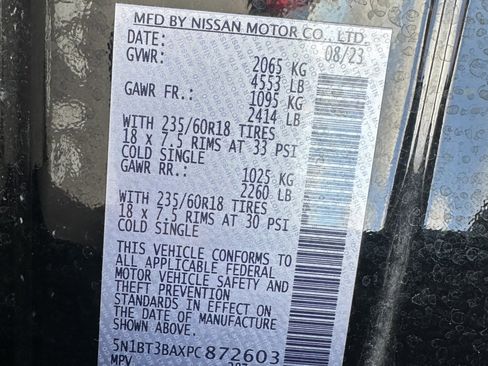 MFD BY NISSAN MOTOR CO., LTD.
DATE: 08/23
GVWR: 2065 KG
4553 LB
GAWR FR.: 1095 KG
2414 LB
WITH 235/60R18 TIRES
18 x 7.5 RIMS AT 33 PSI
COLD SINGLE
GAWR RR.: 1025 KG
2260 LB
WITH 235/60R18 TIRES
18 x 7.5 RIMS AT 30 PSI
COLD SINGLE
THIS VEHICLE CONFORMS TO
ALL APPLICABLE FEDERAL
MOTOR VEHICLE SAFETY AND
THEFT PREVENTION
STANDARDS IN EFFECT ON
THE DATE OF MANUFACTURE
SHOWN ABOVE.
5N1BT3BAXPC872603
MPV